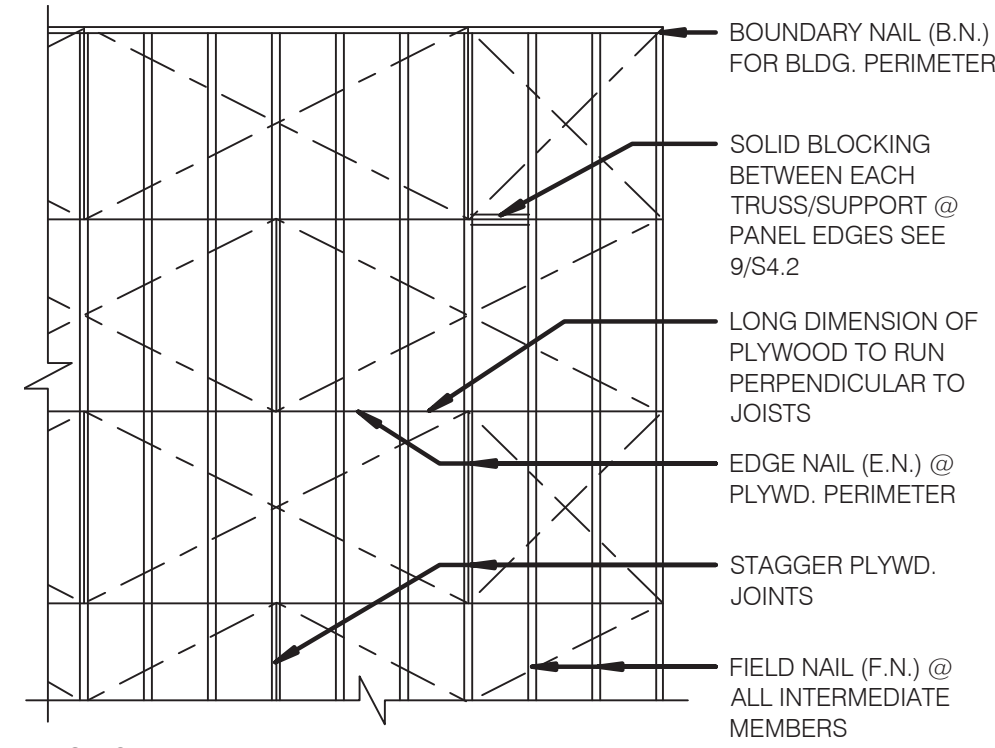 BOUNDARY NAIL (B.N.)
FOR BLDG. PERIMETER
SOLID BLOCKING
BETWEEN EACH
TRUSS/SUPPORT @
PANEL EDGES SEE
9/S4.2
LONG DIMENSION OF
PLYWOOD TO RUN
PERPENDICULAR TO
JOISTS
EDGE NAIL (E.N.) @
PLYWD. PERIMETER
STAGGER PLYWD.
JOINTS
FIELD NAIL (F.N.) @
ALL INTERMEDIATE
MEMBERS